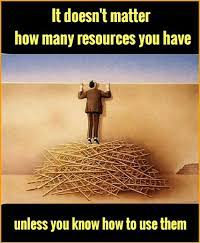 It doesn't matter
how many resources you have
unless you know how to use them